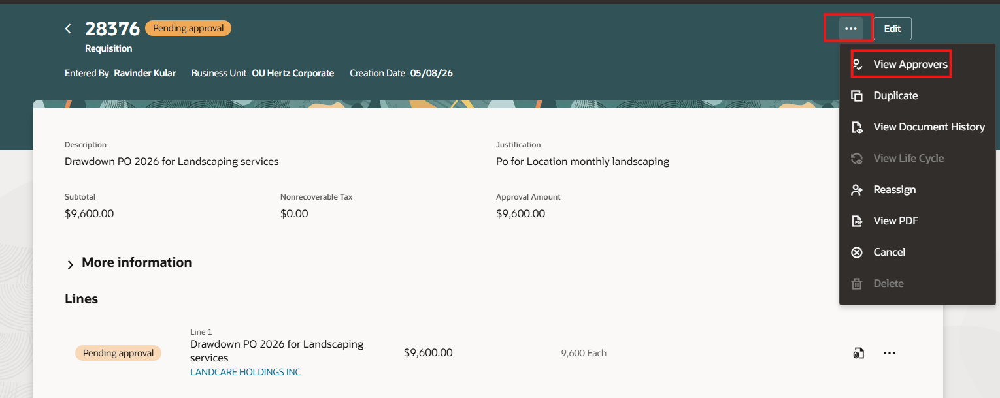 28376 Pending approval
Requisition
Entered By Ravinder Kular Business Unit OU Hertz Corporate Creation Date 05/08/26
... Edit
View Approvers
Duplicate
View Document History
View Life Cycle
Reassign
View PDF
Cancel
Delete
Description
Drawdown PO 2026 for Landscaping services
Justification
Po for Location monthly landscaping
Subtotal
$9,600.00
Nonrecoverable Tax
$0.00
Approval Amount
$9,600.00
More information
Lines
Pending approval
Line 1
Drawdown PO 2026 for Landscaping
services
LANDCARE HOLDINGS INC
$9,600.00
9,600 Each